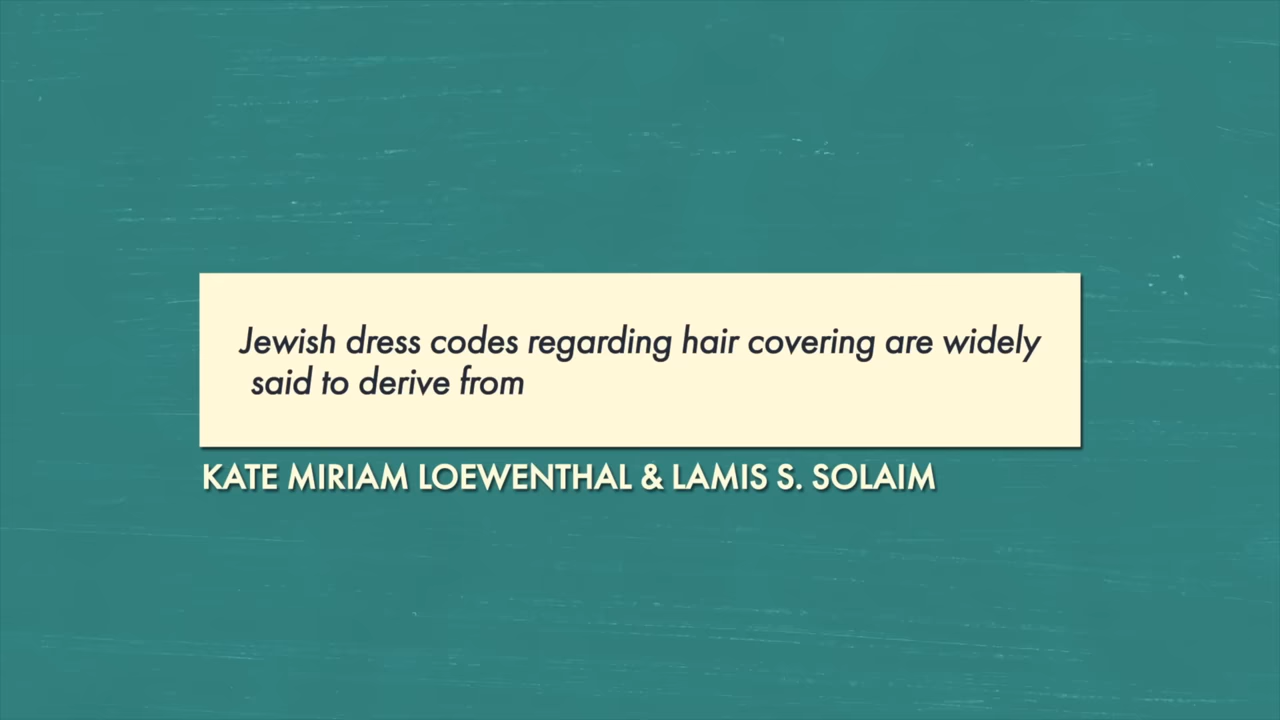 Jewish dress codes regarding hair covering are widely
said to derive from
KATE MIRIAM LOEWENTHAL & LAMIS S. SOLAIM